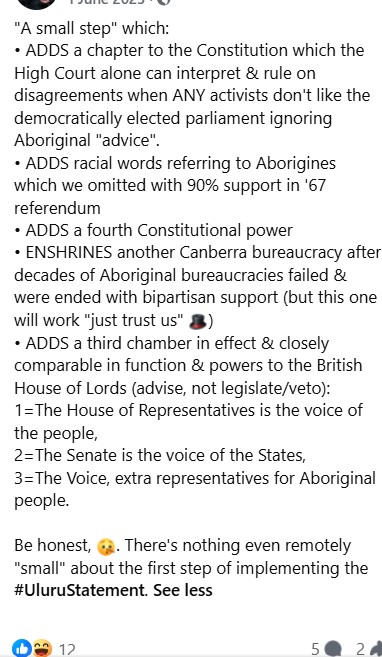 1 June 2023 ·
"A small step" which:
• ADDS a chapter to the Constitution which the
High Court alone can interpret & rule on
disagreements when ANY activists don't like the
democratically elected parliament ignoring
Aboriginal "advice".
• ADDS racial words referring to Aborigines
which we omitted with 90% support in '67
referendum
• ADDS a fourth Constitutional power
• ENSHRINES another Canberra bureaucracy after
decades of Aboriginal bureaucracies failed &
were ended with bipartisan support (but this one
will work "just trust us" 🎩)
• ADDS a third chamber in effect & closely
comparable in function & powers to the British
House of Lords (advise, not legislate/veto):
1=The House of Representatives is the voice of
the people,
2=The Senate is the voice of the States,
3=The Voice, extra representatives for Aboriginal
people.
Be honest, 🤥. There's nothing even remotely
"small" about the first step of implementing the
#UluruStatement. See less
12 5 2